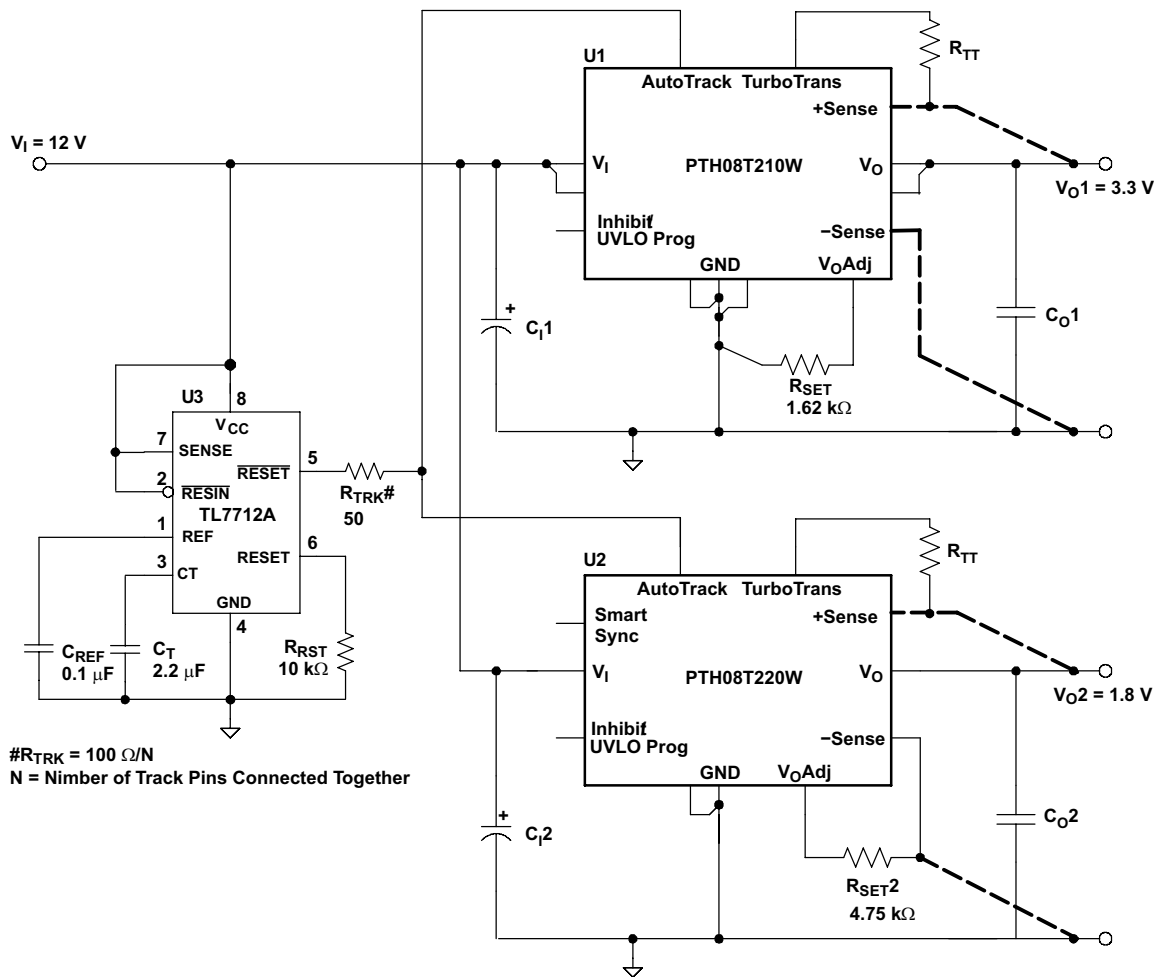 U1
R_TT
AutoTrack TurboTrans
+Sense
V_I = 12 V
V_I
PTH08T210W
V_O
V_O1 = 3.3 V
Inhibit/
UVLO Prog
−Sense
GND
V_OAdj
+
C_I1
C_O1
R_SET
1.62 kΩ
U3
8
V_CC
7
SENSE
5
RESET
2
RESIN
R_TRK#
50
TL7712A
1
REF
6
RESET
3
CT
GND
4
C_REF
0.1 μF
C_T
2.2 μF
R_RST
10 kΩ
#R_TRK = 100 Ω/N
N = Nimber of Track Pins Connected Together
U2
R_TT
AutoTrack TurboTrans
+Sense
Smart
Sync
V_I
PTH08T220W
V_O
V_O2 = 1.8 V
Inhibit/
UVLO Prog
−Sense
GND
V_OAdj
+
C_I2
C_O2
R_SET2
4.75 kΩ